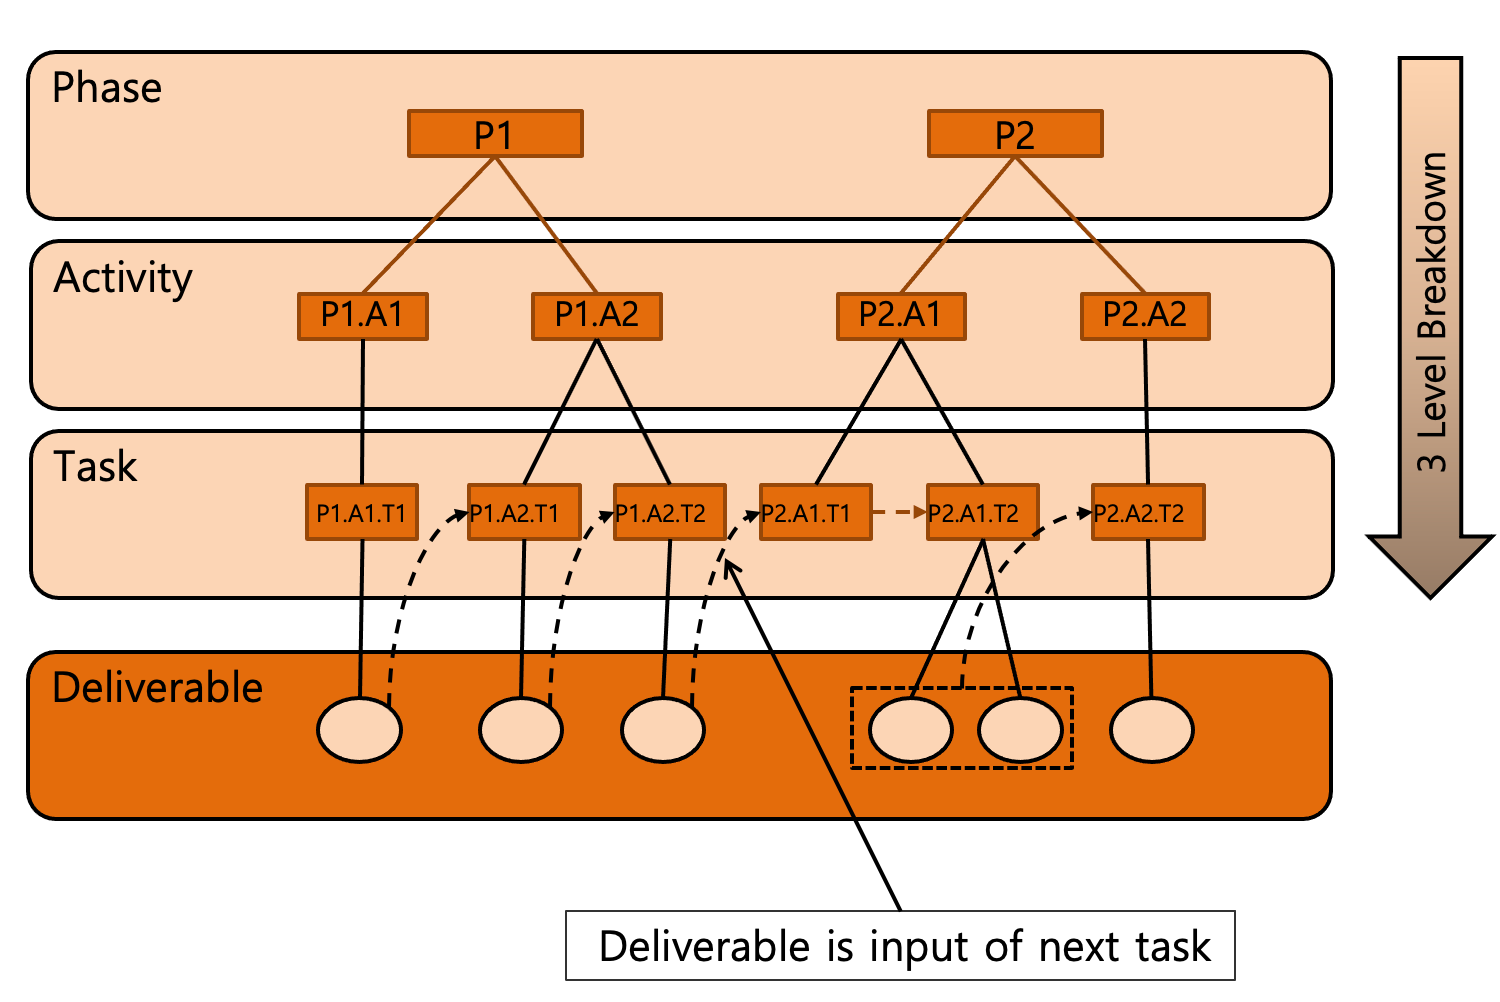 Phase
P1
P2
Activity
P1.A1
P1.A2
P2.A1
P2.A2
Task
P1.A1.T1
P1.A2.T1
P1.A2.T2
P2.A1.T1
P2.A1.T2
P2.A2.T2
Deliverable
Deliverable is input of next task
3 Level Breakdown